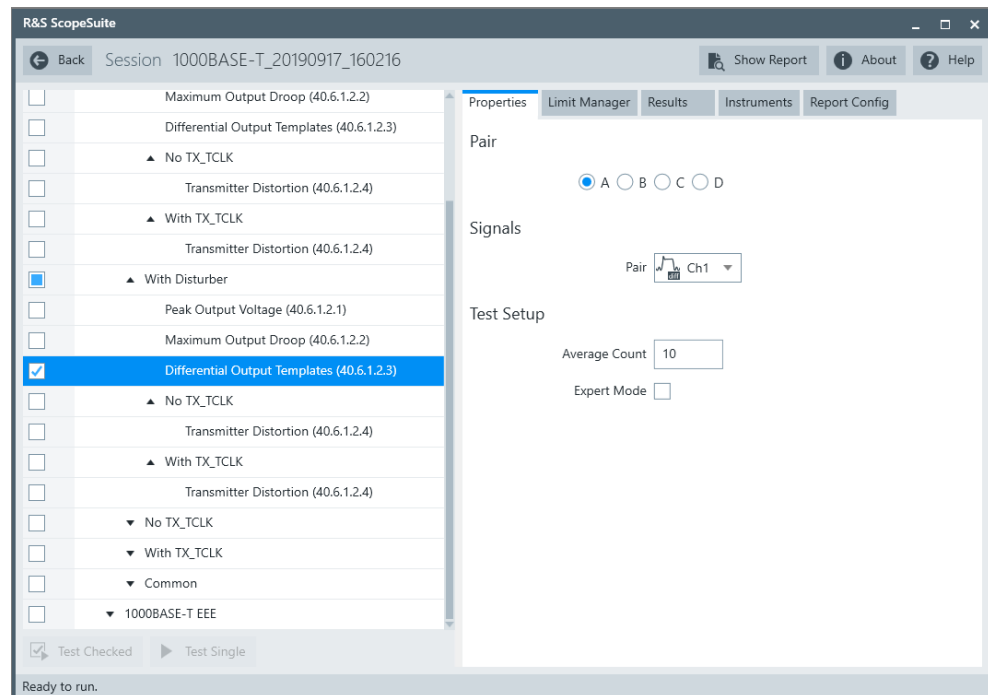 R&S ScopeSuite
Back Session 1000BASE-T_20190917_160216 Show Report About Help
Maximum Output Droop (40.6.1.2.2)
Differential Output Templates (40.6.1.2.3)
No TX_TCLK
Transmitter Distortion (40.6.1.2.4)
With TX_TCLK
Transmitter Distortion (40.6.1.2.4)
With Disturber
Peak Output Voltage (40.6.1.2.1)
Maximum Output Droop (40.6.1.2.2)
Differential Output Templates (40.6.1.2.3)
No TX_TCLK
Transmitter Distortion (40.6.1.2.4)
With TX_TCLK
Transmitter Distortion (40.6.1.2.4)
No TX_TCLK
With TX_TCLK
Common
1000BASE-T EEE
Test Checked Test Single
Properties Limit Manager Results Instruments Report Config
Pair
A B C D
Signals
Pair diff Ch1
Test Setup
Average Count 10
Expert Mode
Ready to run.